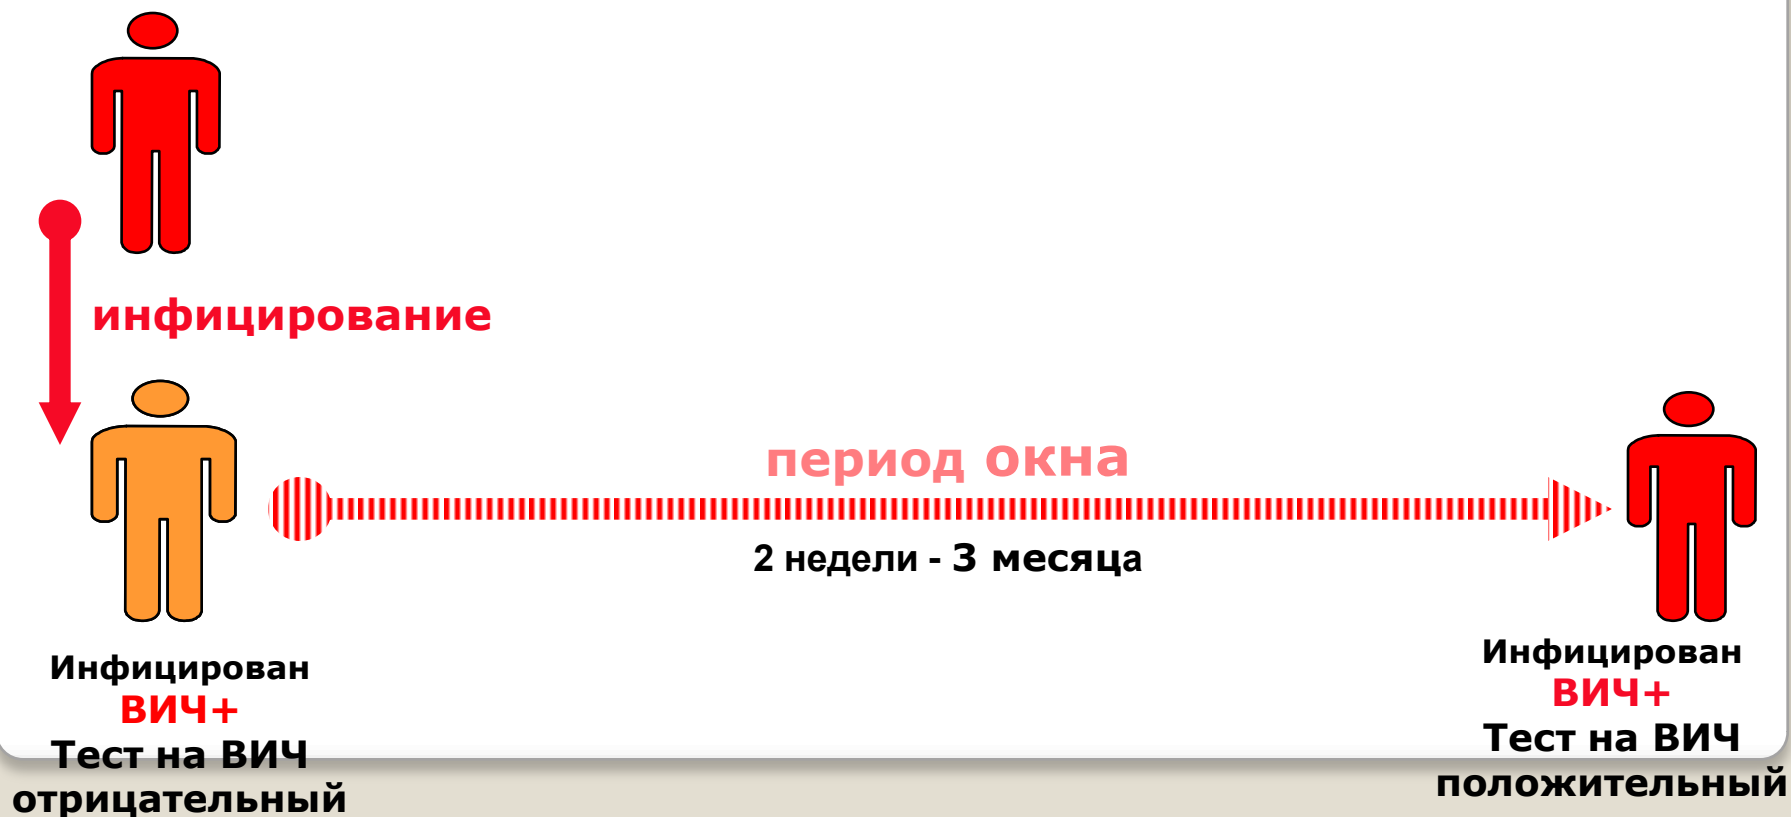 инфицирование
период окна
2 недели - 3 месяца
Инфицирован
ВИЧ+
Тест на ВИЧ
отрицательный
Инфицирован
ВИЧ+
Тест на ВИЧ
положительный